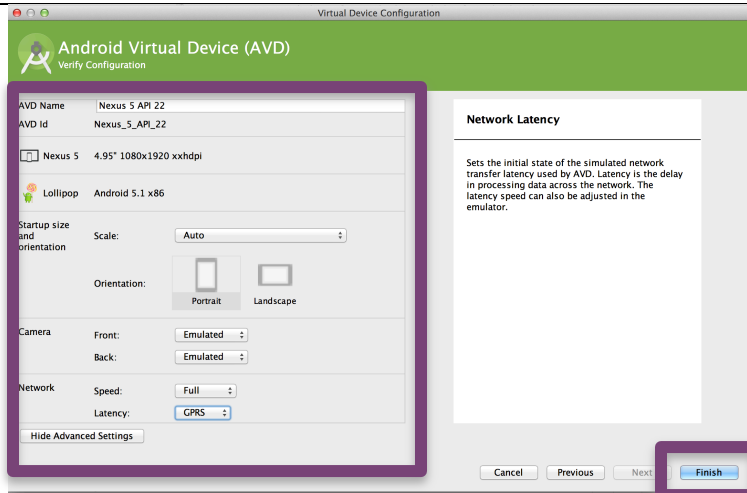 Virtual Device Configuration
Android Virtual Device (AVD)
Verify Configuration
AVD Name Nexus 5 API 22
AVD Id Nexus_5_API_22
Nexus 5 4.95" 1080x1920 xxhdpi
Lollipop Android 5.1 x86
Startup size
and
orientation
Scale: Auto
Orientation:
Portrait Landscape
Camera
Front: Emulated
Back: Emulated
Network
Speed: Full
Latency: GPRS
Hide Advanced Settings
Network Latency
Sets the initial state of the simulated network
transfer latency used by AVD. Latency is the delay
in processing data across the network. The
latency speed can also be adjusted in the
emulator.
Cancel Previous Next Finish